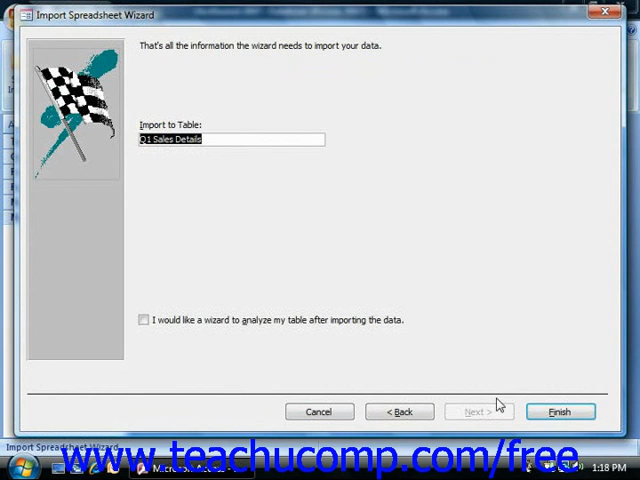 Import Spreadsheet Wizard
That's all the information the wizard needs to import your data.
Import to Table:
Q1 Sales Details
I would like a wizard to analyze my table after importing the data.
Cancel
< Back
Next >
Finish
Import Spreadsheet Wizard
www.teachucomp.com/free
1:18 PM